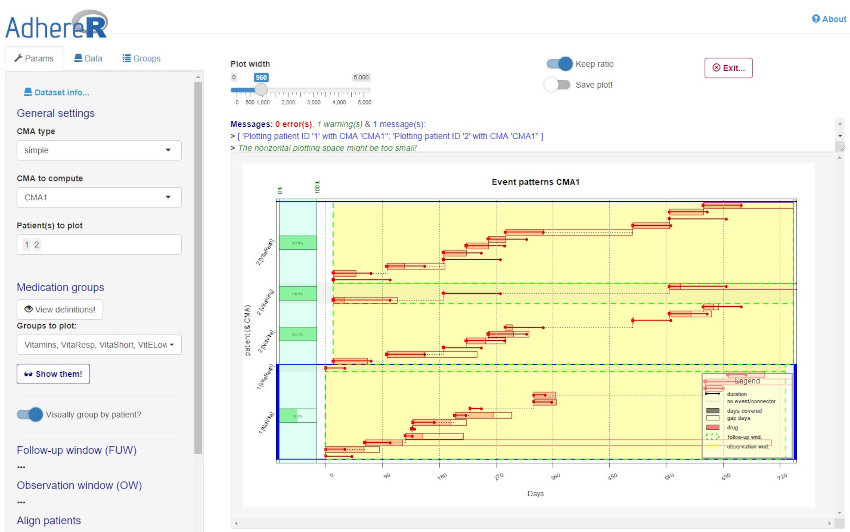 AdhereR
About
Params
Data
Groups
Dataset info...
General settings
CMA type
simple
CMA to compute
CMA1
Patient(s) to plot
1 2
Medication groups
View definitions!
Groups to plot:
Vitamins, VitaResp, VitaShort, VitELow
Show them!
Visually group by patient?
Follow-up window (FUW)
...
Observation window (OW)
...
Align patients
Plot width
0 960 5,000
0 500 1,000 2,000 3,000 4,000 5,000
Keep ratio
Save plot!
Exit...
Messages: 0 error(s), 1 warning(s) & 1 message(s):
> [ 'Plotting patient ID '1' with CMA 'CMA1''; 'Plotting patient ID '2' with CMA 'CMA1'' ]
> The horizontal plotting space might be too small!
Event patterns CMA1
0%
100%
patient (& CMA)
Legend
duration
no event/connector
days covered
gap days
drug
follow-up wnd.
observation wnd.
0 90 180 270 360 450 540 630 720
Days